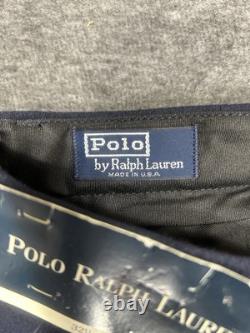 Polo
by Ralph Lauren
MADE IN U.S.A.
POLO RALPH LAUREN